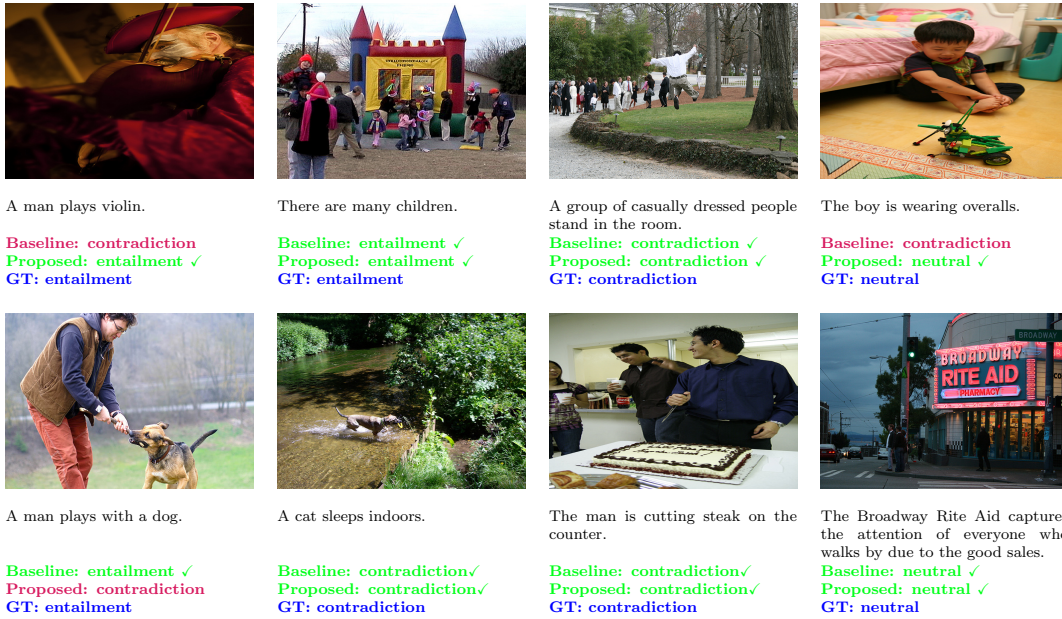 A man plays violin.
Baseline: contradiction
Proposed: entailment ✓
GT: entailment
There are many children.
Baseline: entailment ✓
Proposed: entailment ✓
GT: entailment
A group of casually dressed people
stand in the room.
Baseline: contradiction ✓
Proposed: contradiction ✓
GT: contradiction
The boy is wearing overalls.
Baseline: contradiction
Proposed: neutral ✓
GT: neutral
BROADWAY
BROADWAY
RITE AID
PHARMACY
A man plays with a dog.
Baseline: entailment ✓
Proposed: contradiction
GT: entailment
A cat sleeps indoors.
Baseline: contradiction✓
Proposed: contradiction✓
GT: contradiction
The man is cutting steak on the
counter.
Baseline: contradiction✓
Proposed: contradiction✓
GT: contradiction
The Broadway Rite Aid capture
the attention of everyone wh
walks by due to the good sales.
Baseline: neutral ✓
Proposed: neutral ✓
GT: neutral